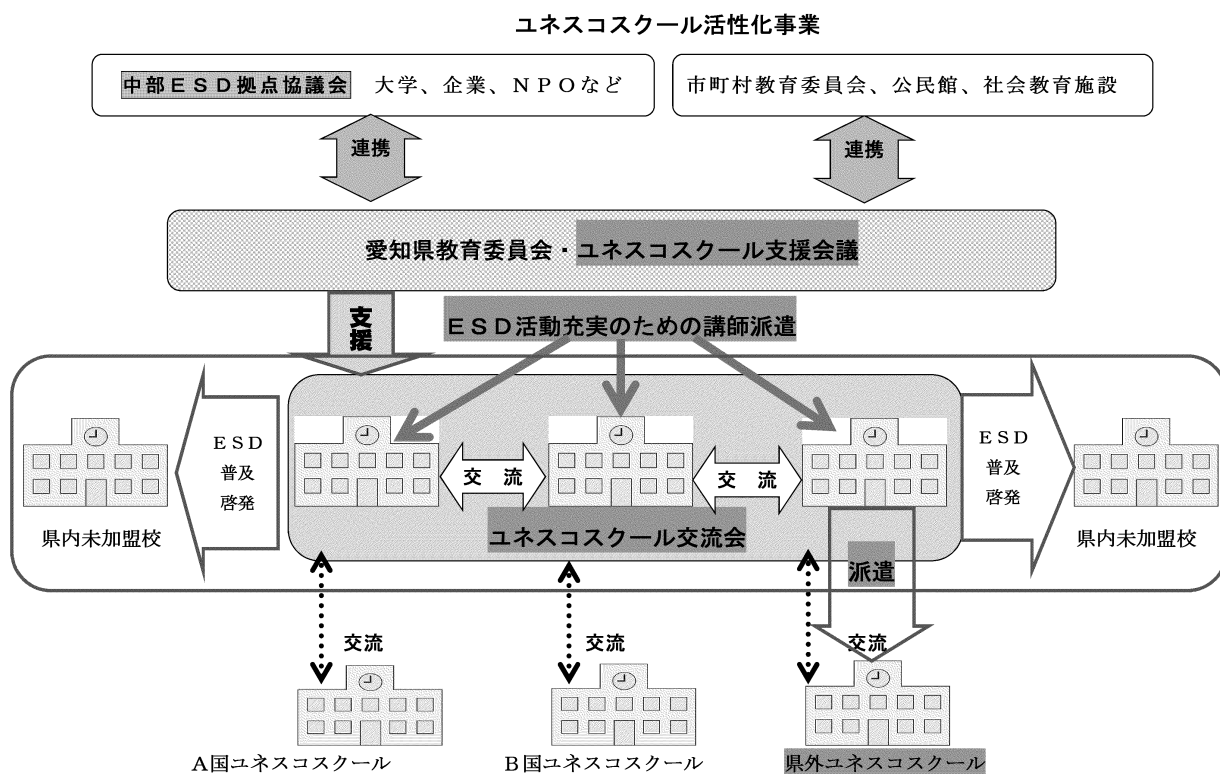 ユネスコスクール活性化事業
中部ESD拠点協議会　大学、企業、NPOなど
市町村教育委員会、公民館、社会教育施設
連携
連携
愛知県教育委員会・ユネスコスクール支援会議
支援
ESD活動充実のための講師派遣
ESD
普及
啓発
交　流
交　流
ESD
普及
啓発
県内未加盟校
ユネスコスクール交流会
県内未加盟校
派遣
交流
交流
交流
A国ユネスコスクール
B国ユネスコスクール
県外ユネスコスクール